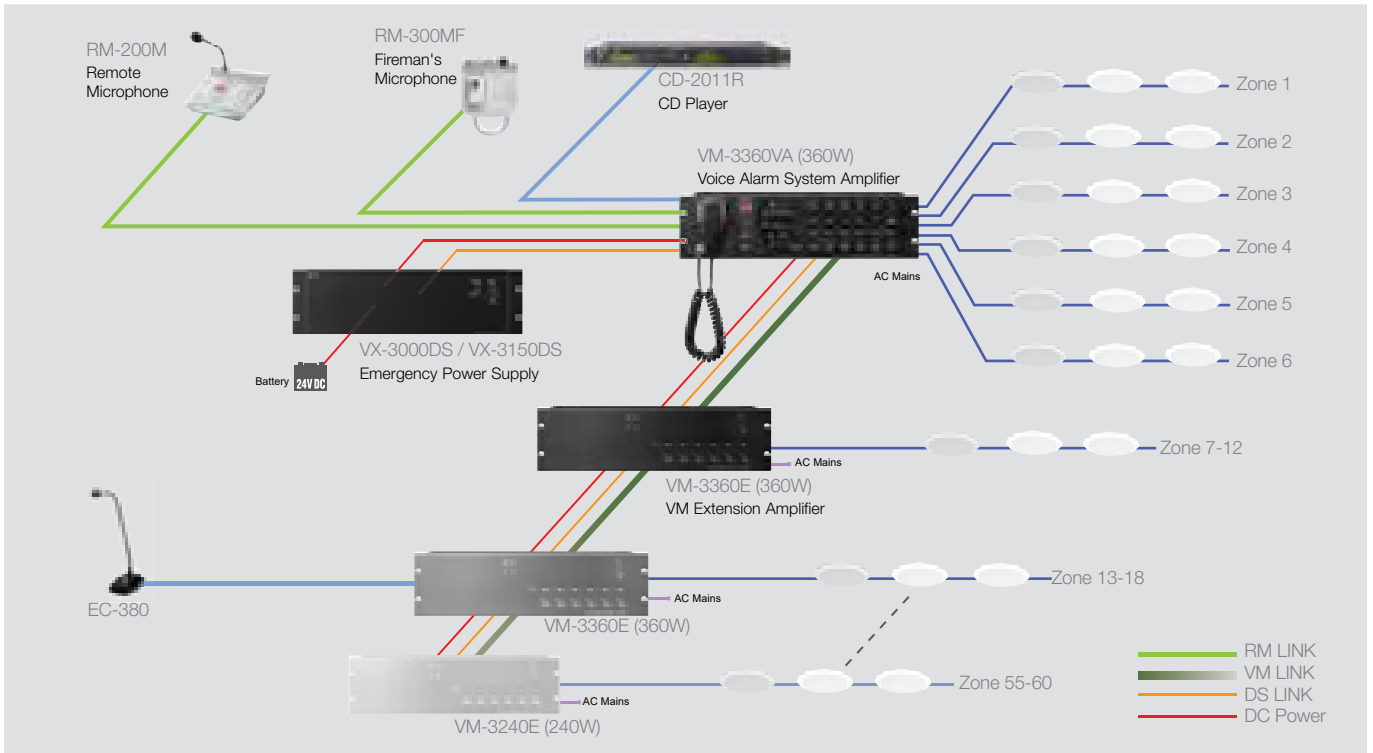 RM-200M
Remote
Microphone
RM-300MF
Fireman's
Microphone
CD-2011R
CD Player
VM-3360VA (360W)
Voice Alarm System Amplifier
AC Mains
Zone 1
Zone 2
Zone 3
Zone 4
Zone 5
Zone 6
VX-3000DS / VX-3150DS
Emergency Power Supply
Battery
24V DC
AC Mains
Zone 7-12
VM-3360E (360W)
VM Extension Amplifier
EC-380
AC Mains
Zone 13-18
VM-3360E (360W)
AC Mains
Zone 55-60
VM-3240E (240W)
RM LINK
VM LINK
DS LINK
DC Power